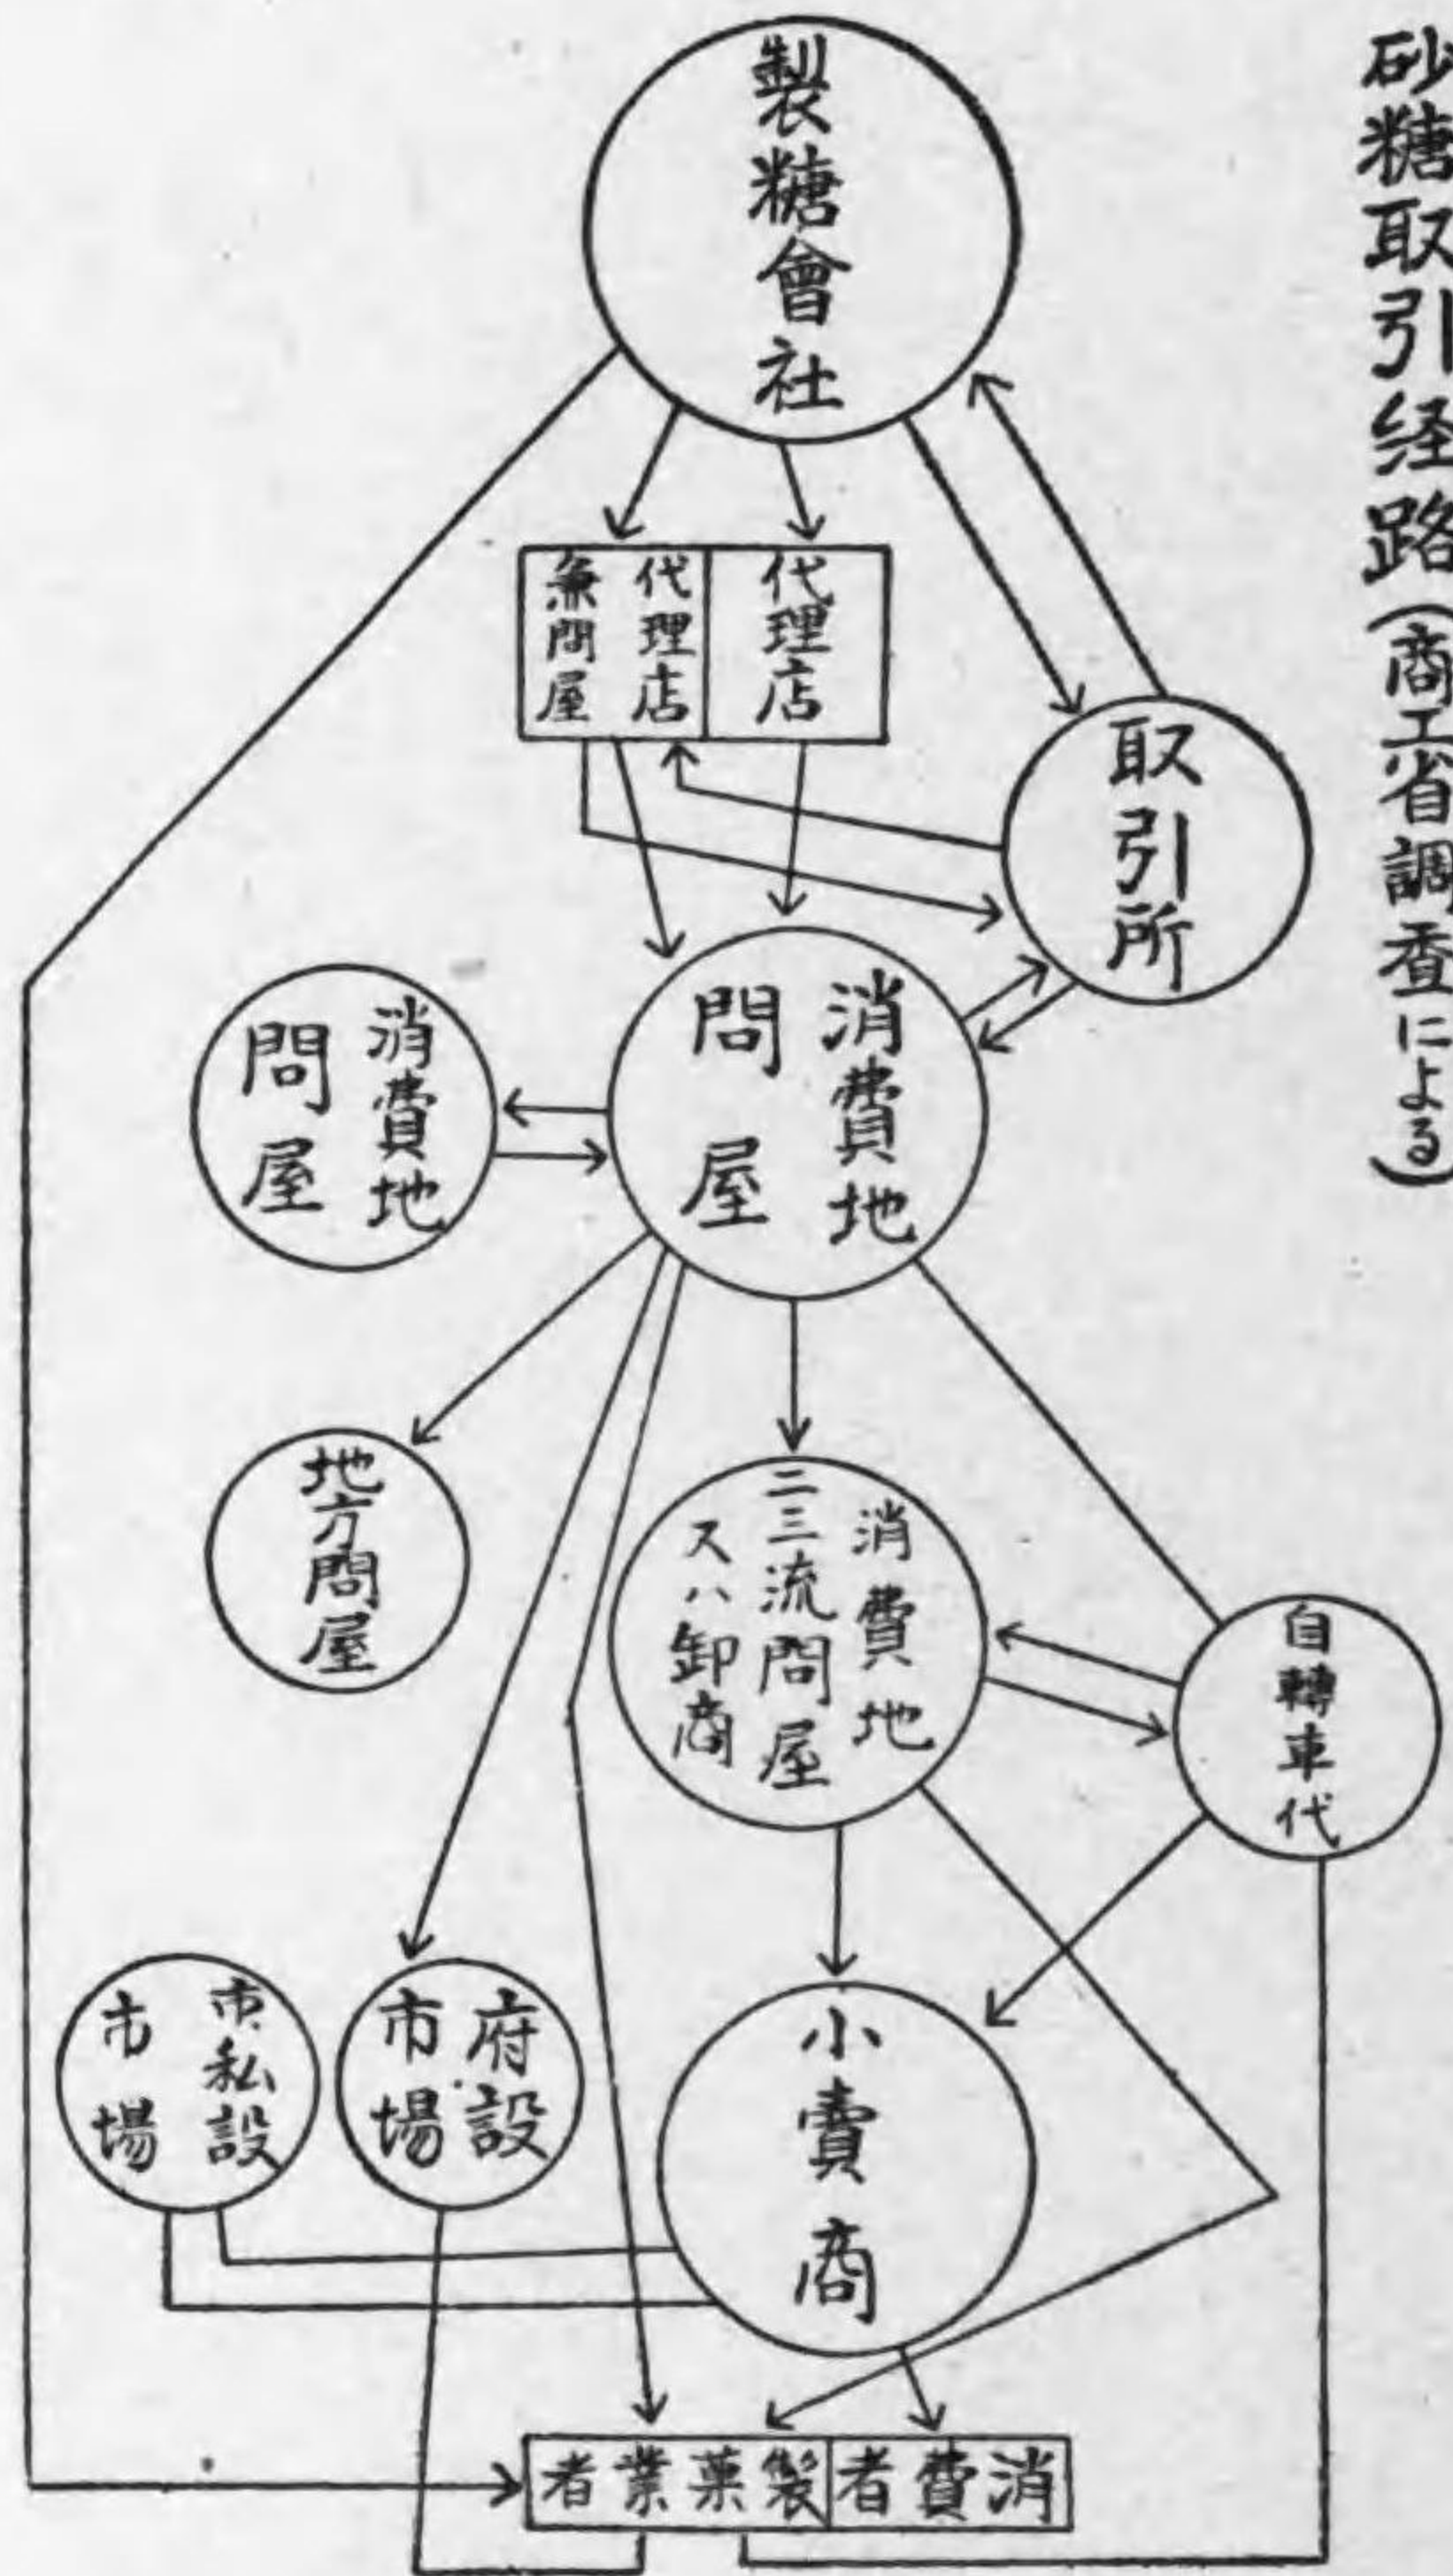 砂糖取引経路(商工省調査による)
製糖會社
代理店
代理店
兼問屋
取引所
消費地
問屋
消費地
問屋
地方問屋
消費地
二三流問屋
又ハ卸商
自轉車代
府設
市場
市私設
市場
小賣商
消費者
製菓業者